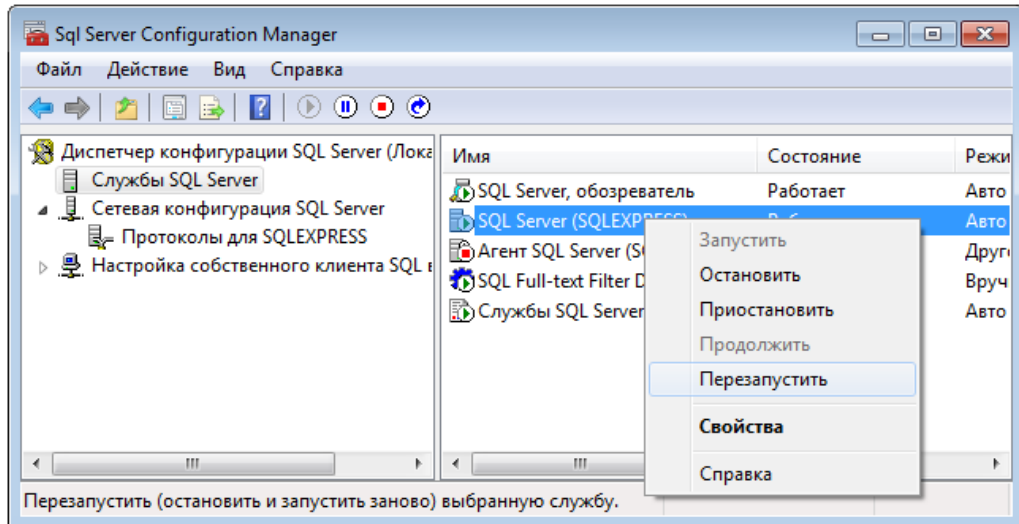 Sql Server Configuration Manager
Файл Действие Вид Справка
Диспетчер конфигурации SQL Server (Лока
Службы SQL Server
Сетевая конфигурация SQL Server
Протоколы для SQLEXPRESS
Настройка собственного клиента SQL
Имя Состояние Режи
SQL Server, обозреватель Работает Авто
SQL Server (SQLEXPRESS) Авто
Агент SQL Server (S Друг
SQL Full-text Filter D Вруч
Службы SQL Server Авто
Запустить
Остановить
Приостановить
Продолжить
Перезапустить
Свойства
Справка
Перезапустить (остановить и запустить заново) выбранную службу.